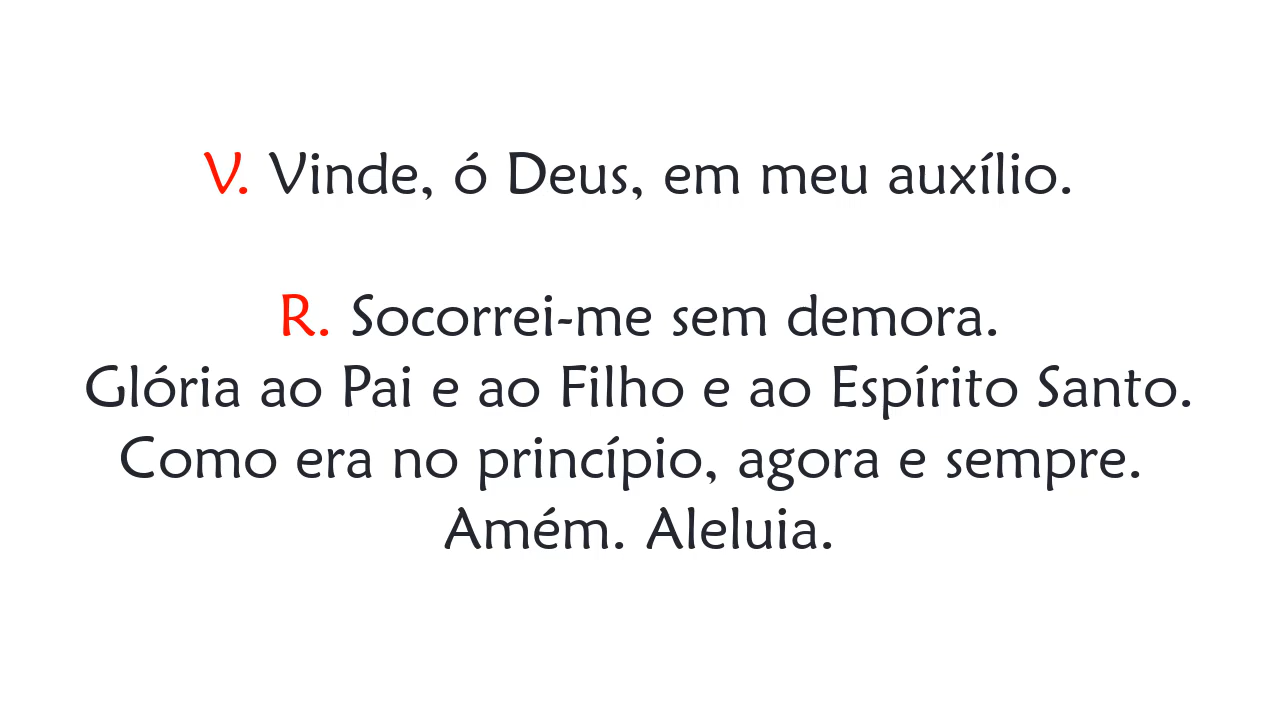 V. Vinde, ó Deus, em meu auxílio.
R. Socorrei-me sem demora.
Glória ao Pai e ao Filho e ao Espírito Santo.
Como era no princípio, agora e sempre.
Amém. Aleluia.